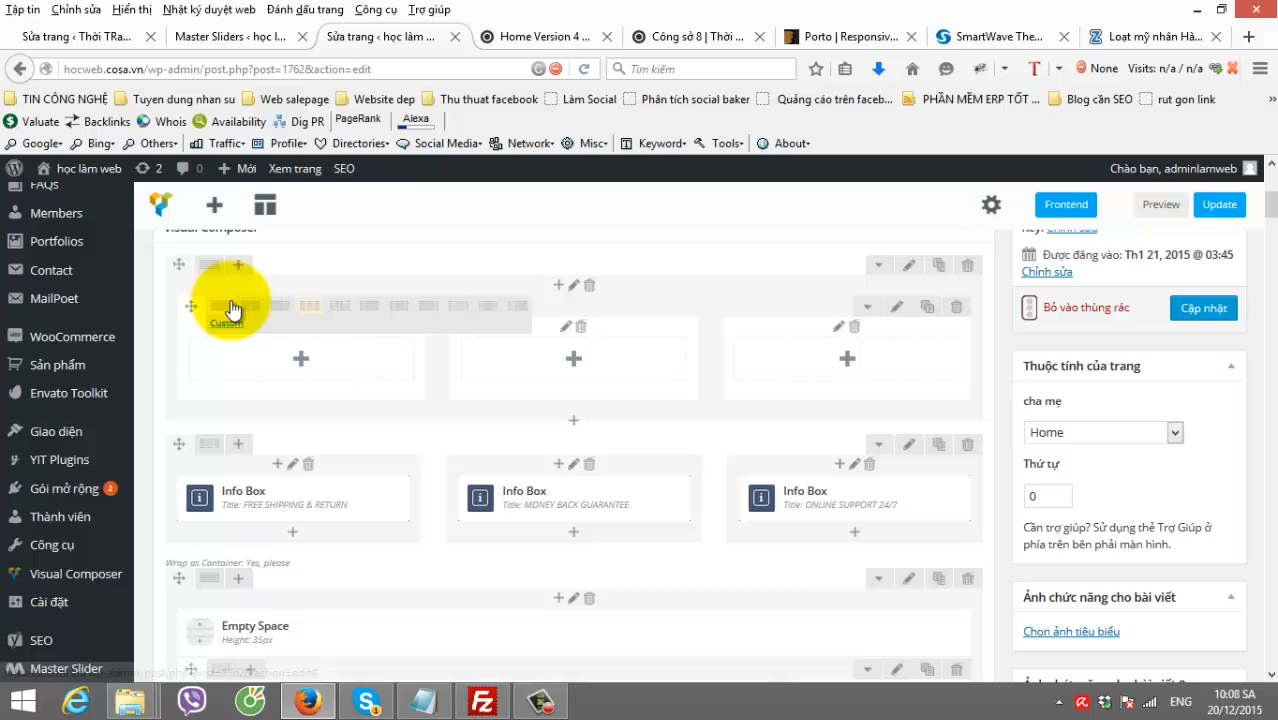 Tập tin Chỉnh sửa Hiển thị Nhật ký duyệt web Đánh dấu trang Công cụ Trợ giúp
Sửa trang ‹ Thời TRa... Master Sliders ‹ học l... Sửa trang ‹ học làm ... Home Version 4 ... Công sở 8 | Thời ... Porto | Responsiv... SmartWave The... Loạt mỹ nhân Hà...
hocweb.cosa.vn/wp-admin/post.php?post=1762&action=edit Tìm kiếm None Visits: n/a / n/a
TIN CÔNG NGHỆ Tuyen dung nhan su Web salepage Website dep Thu thuat facebook Làm Social Phân tích social baker Quảng cáo trên faceb... PHẦN MỀM ERP TỐT ... Blog cần SEO rut gon link
Valuate Backlinks Whois Availability Dig PR PageRank Alexa
Google Bing Others Traffic Profile Directories Social Media Network Misc Keyword Tools About
học làm web 2 0 Mới Xem trang SEO Chào bạn, adminlamweb
FAQs
Members
Portfolios
Contact
MailPoet
WooCommerce
Sản phẩm
Envato Toolkit
Giao diện
YIT Plugins
Gói mở rộng 2
Thành viên
Công cụ
Visual Composer
Cài đặt
SEO
Master Slider
Frontend Preview Update
Visual Composer
Custom
Info Box
Title: FREE SHIPPING & RETURN
Info Box
Title: MONEY BACK GUARANTEE
Info Box
Title: ONLINE SUPPORT 24/7
Wrap as Container: Yes, please
Empty Space
Height: 35px
Chỉnh sửa
Được đăng vào: Th1 21, 2015 @ 03:45
Chỉnh sửa
Bỏ vào thùng rác Cập nhật
Thuộc tính của trang
cha mẹ
Home
Thứ tự
0
Cần trợ giúp? Sử dụng thẻ Trợ Giúp ở
phía trên bên phải màn hình.
Ảnh chức năng cho bài viết
Chọn ảnh tiêu biểu
ENG
10:08 SA
20/12/2015